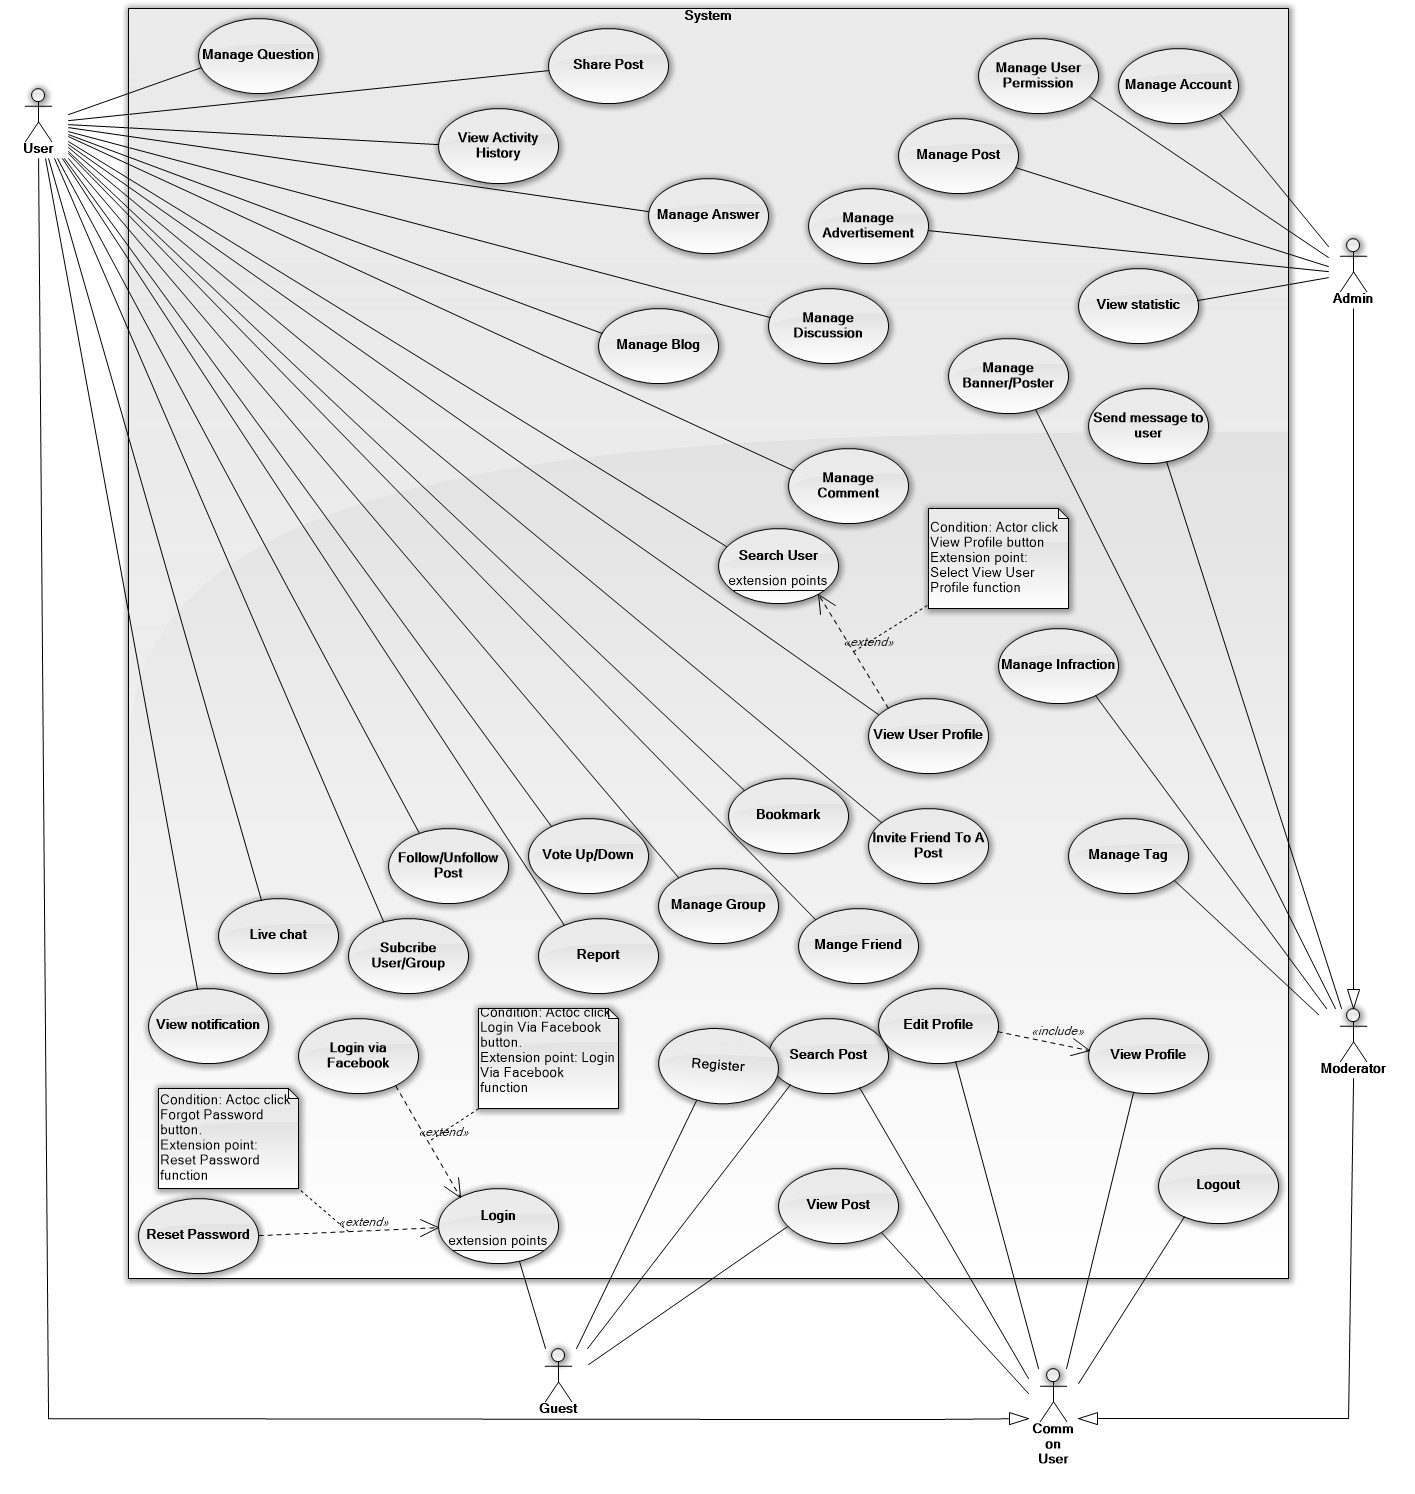 System
Manage Question
Share Post
Manage User
Permission
Manage Account
User
View Activity
History
Manage Post
Manage Answer
Manage
Advertisement
Admin
View statistic
Manage
Discussion
Manage Blog
Manage
Banner/Poster
Send message to
user
Manage
Comment
Search User
extension points
Condition: Actor click
View Profile button
Extension point:
Select View User
Profile function
«extend»
Manage Infraction
View User Profile
Bookmark
Invite Friend To A
Post
Follow/Unfollow
Post
Vote Up/Down
Manage Tag
Manage Group
Live chat
Subcribe
User/Group
Report
Mange Friend
View notification
Login via
Facebook
Condition: Actoc click
Login Via Facebook
button.
Extension point: Login
Via Facebook
function
Register
Search Post
Edit Profile
«include»
View Profile
Moderator
Condition: Actoc click
Forgot Password
button.
Extension point:
Reset Password
function
«extend»
Reset Password
«extend»
Login
extension points
View Post
Logout
Guest
Comm
on
User